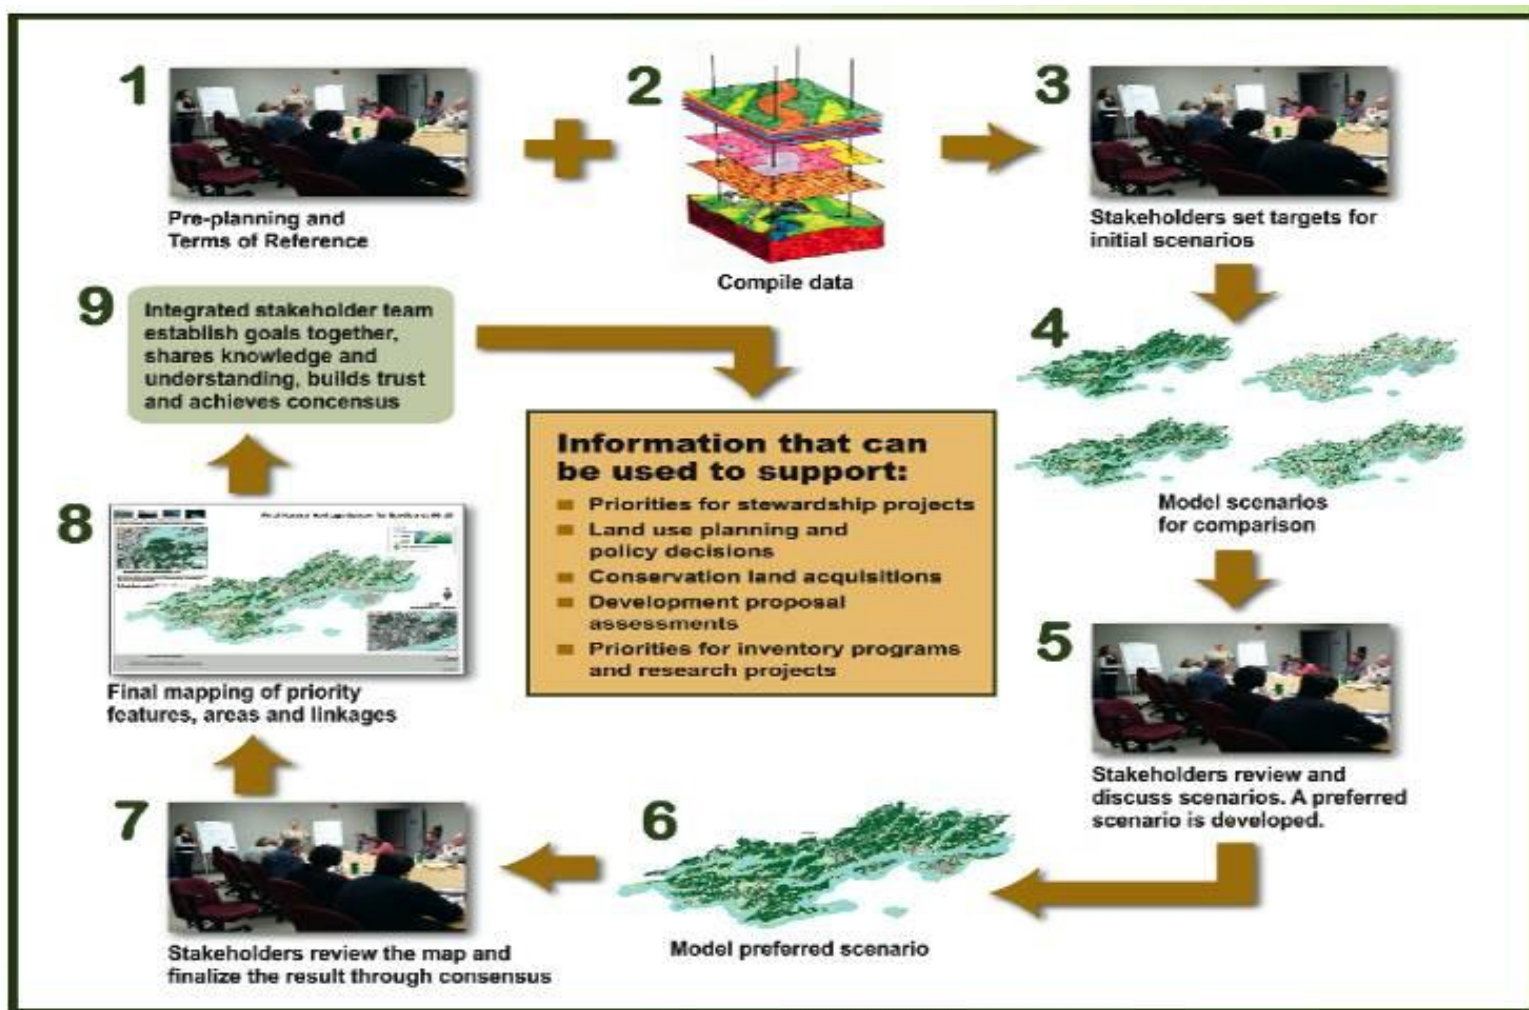 1
Pre-planning and
Terms of Reference
2
Compile data
3
Stakeholders set targets for
initial scenarios
4
Model scenarios
for comparison
5
Stakeholders review and
discuss scenarios. A preferred
scenario is developed.
6
Model preferred scenario
7
Stakeholders review the map and
finalize the result through consensus
8
Final mapping of priority
features, areas and linkages
9
Integrated stakeholder team
establish goals together,
shares knowledge and
understanding, builds trust
and achieves concensus
Information that can
be used to support:
Priorities for stewardship projects
Land use planning and
policy decisions
Conservation land acquisitions
Development proposal
assessments
Priorities for inventory programs
and research projects